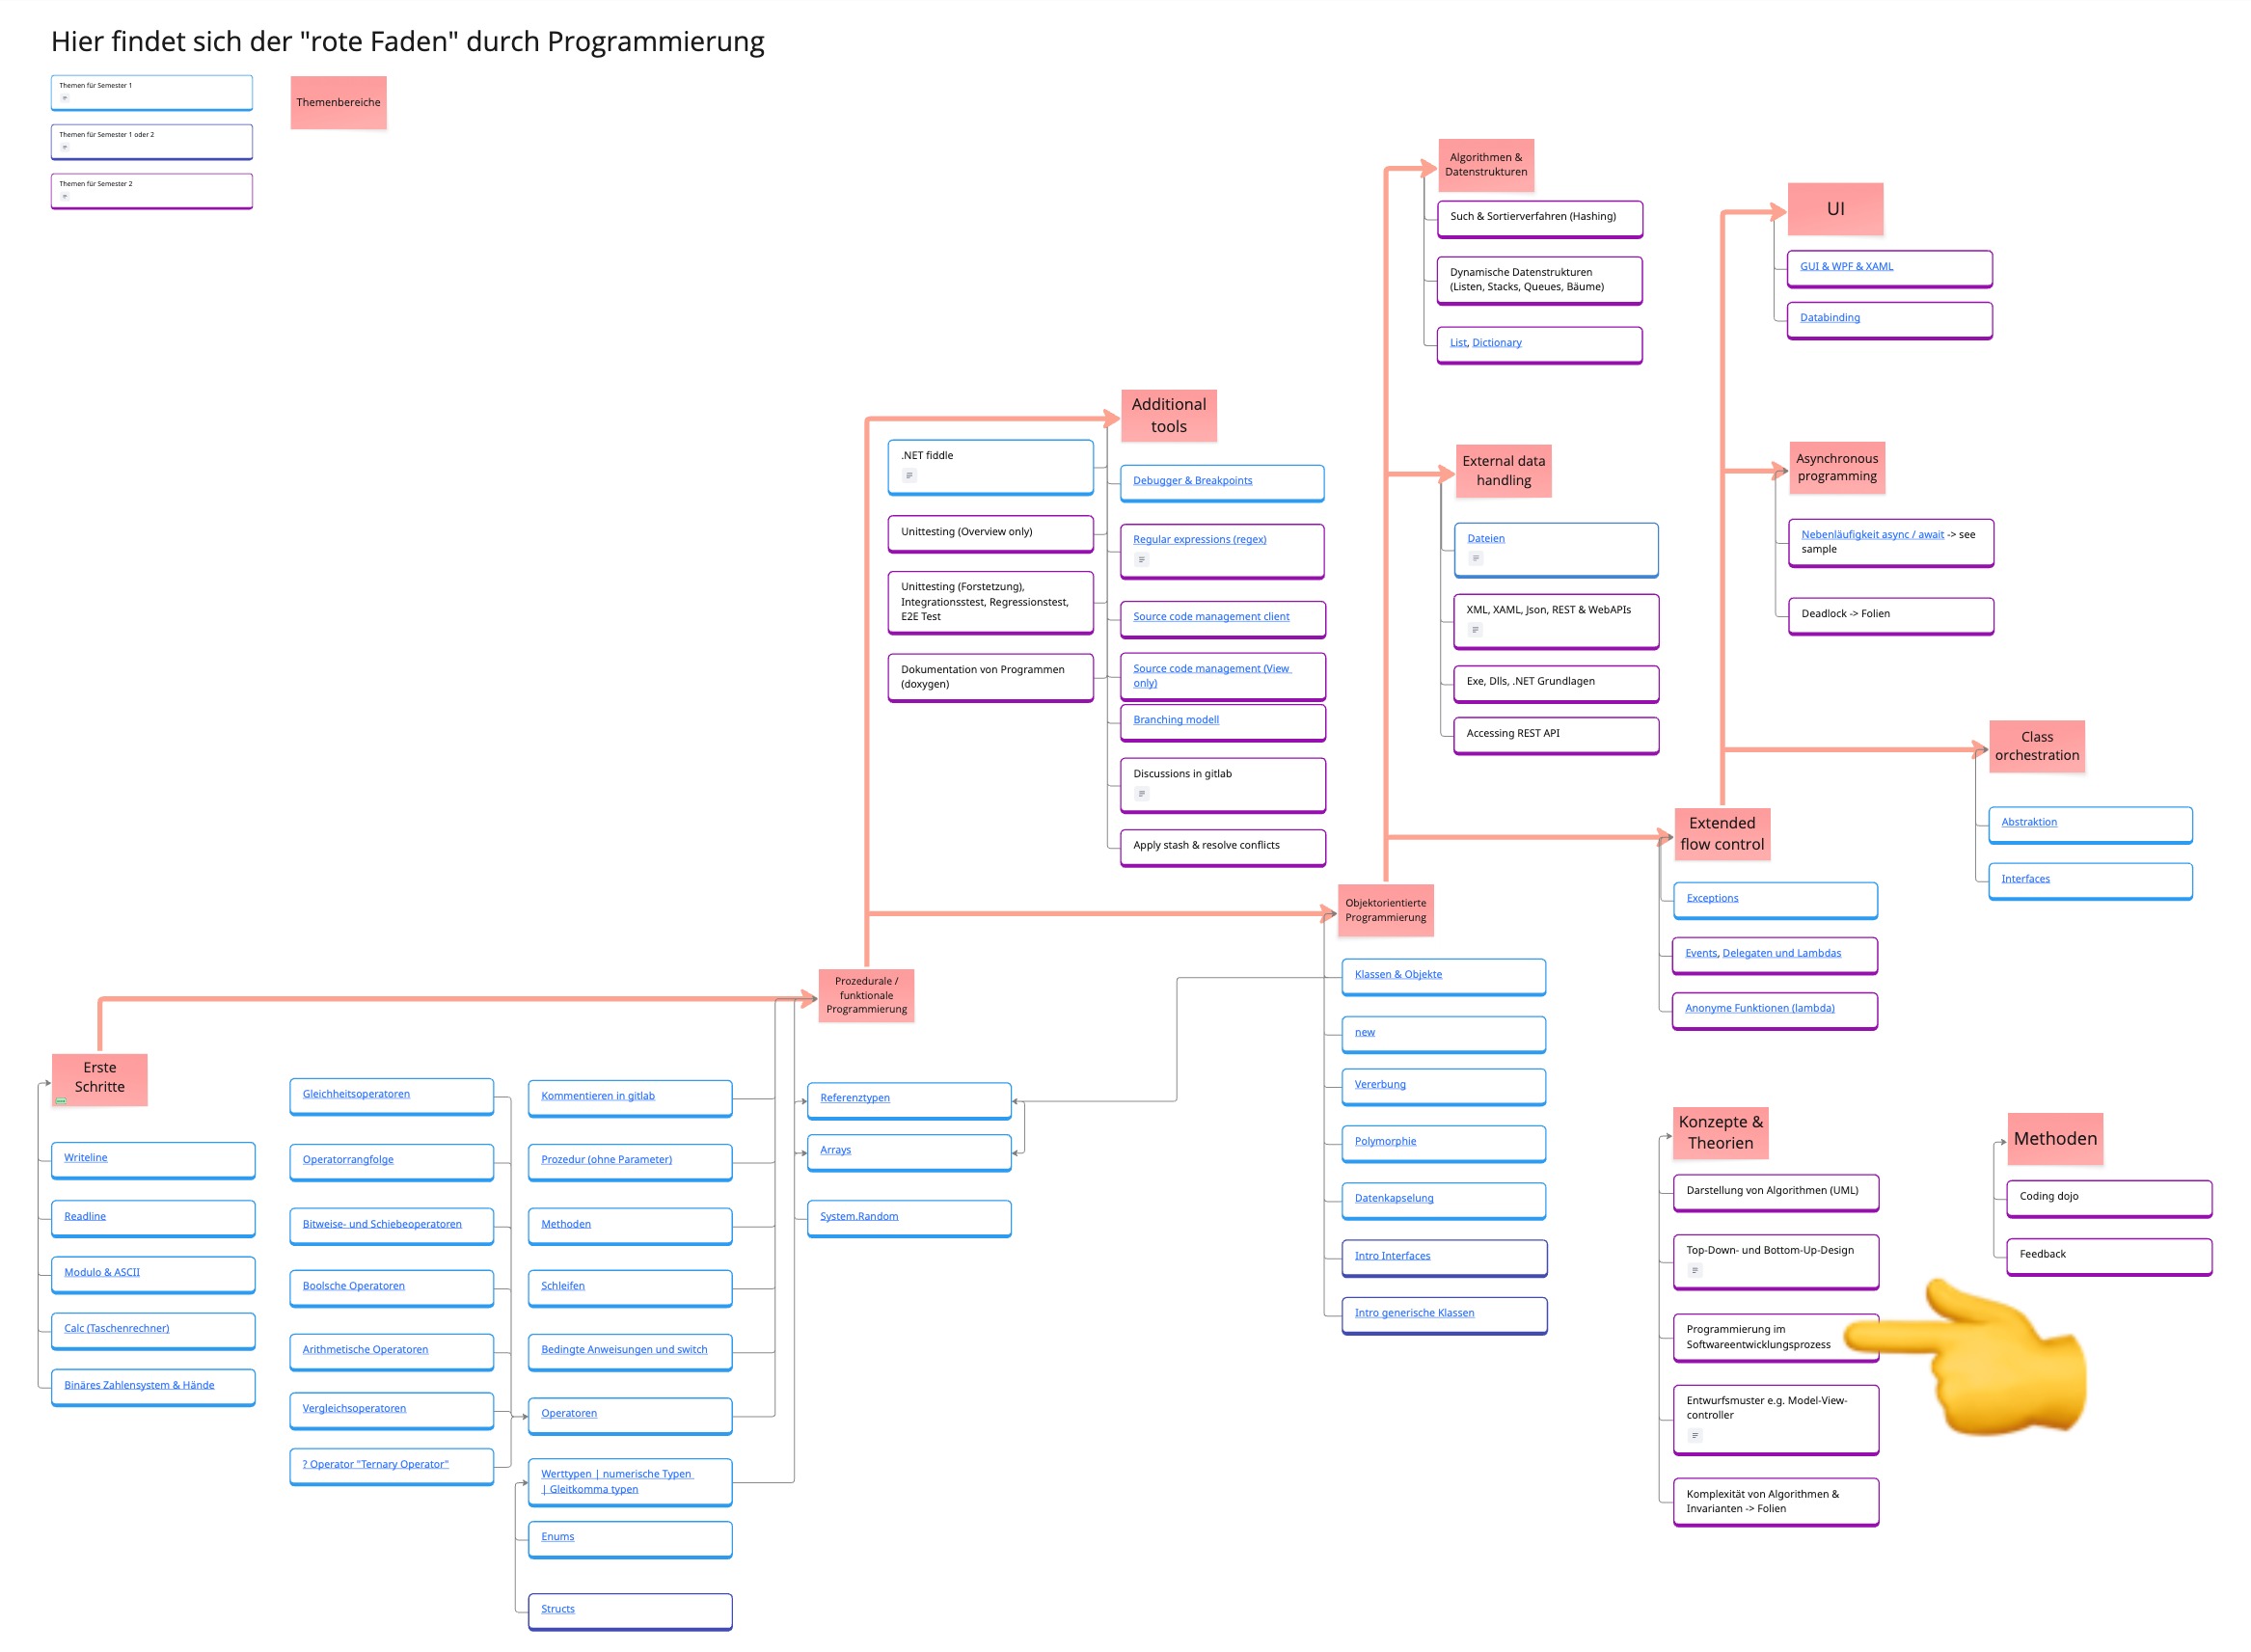 Hier findet sich der "rote Faden" durch Programmierung
Themen für Semester 1
Themen für Semester 1 oder 2
Themen für Semester 2
Themenbereiche
Erste
Schritte
Writeline
Readline
Modulo & ASCII
Calc (Taschenrechner)
Binäres Zahlensystem & Hände
Gleichheitsoperatoren
Operatorrangfolge
Bitweise- und Schiebeoperatoren
Boolsche Operatoren
Arithmetische Operatoren
Vergleichsoperatoren
? Operator "Ternary Operator"
Kommentieren in gitlab
Prozedur (ohne Parameter)
Methoden
Schleifen
Bedingte Anweisungen und switch
Operatoren
Werttypen | numerische Typen
| Gleitkomma typen
Enums
Structs
Prozedurale /
funktionale
Programmierung
Referenztypen
Arrays
System.Random
Additional
tools
.NET fiddle
Unittesting (Overview only)
Unittesting (Forstetzung),
Integrationsstest, Regressionstest,
E2E Test
Dokumentation von Programmen
(doxygen)
Debugger & Breakpoints
Regular expressions (regex)
Source code management client
Source code management (View
only)
Branching modell
Discussions in gitlab
Apply stash & resolve conflicts
Objektorientierte
Programmierung
Klassen & Objekte
new
Vererbung
Polymorphie
Datenkapselung
Intro Interfaces
Intro generische Klassen
Algorithmen &
Datenstrukturen
Such & Sortierverfahren (Hashing)
Dynamische Datenstrukturen
(Listen, Stacks, Queues, Bäume)
List, Dictionary
External data
handling
Dateien
XML, XAML, Json, REST & WebAPIs
Exe, Dlls, .NET Grundlagen
Accessing REST API
Extended
flow control
Exceptions
Events, Delegaten und Lambdas
Anonyme Funktionen (lambda)
UI
GUI & WPF & XAML
Databinding
Asynchronous
programming
Nebenläufigkeit async / await -> see
sample
Deadlock -> Folien
Class
orchestration
Abstraktion
Interfaces
Konzepte &
Theorien
Darstellung von Algorithmen (UML)
Top-Down- und Bottom-Up-Design
Programmierung im
Softwareentwicklungsprozess
Entwurfsmuster e.g. Model-View-
controller
Komplexität von Algorithmen &
Invarianten -> Folien
Methoden
Coding dojo
Feedback